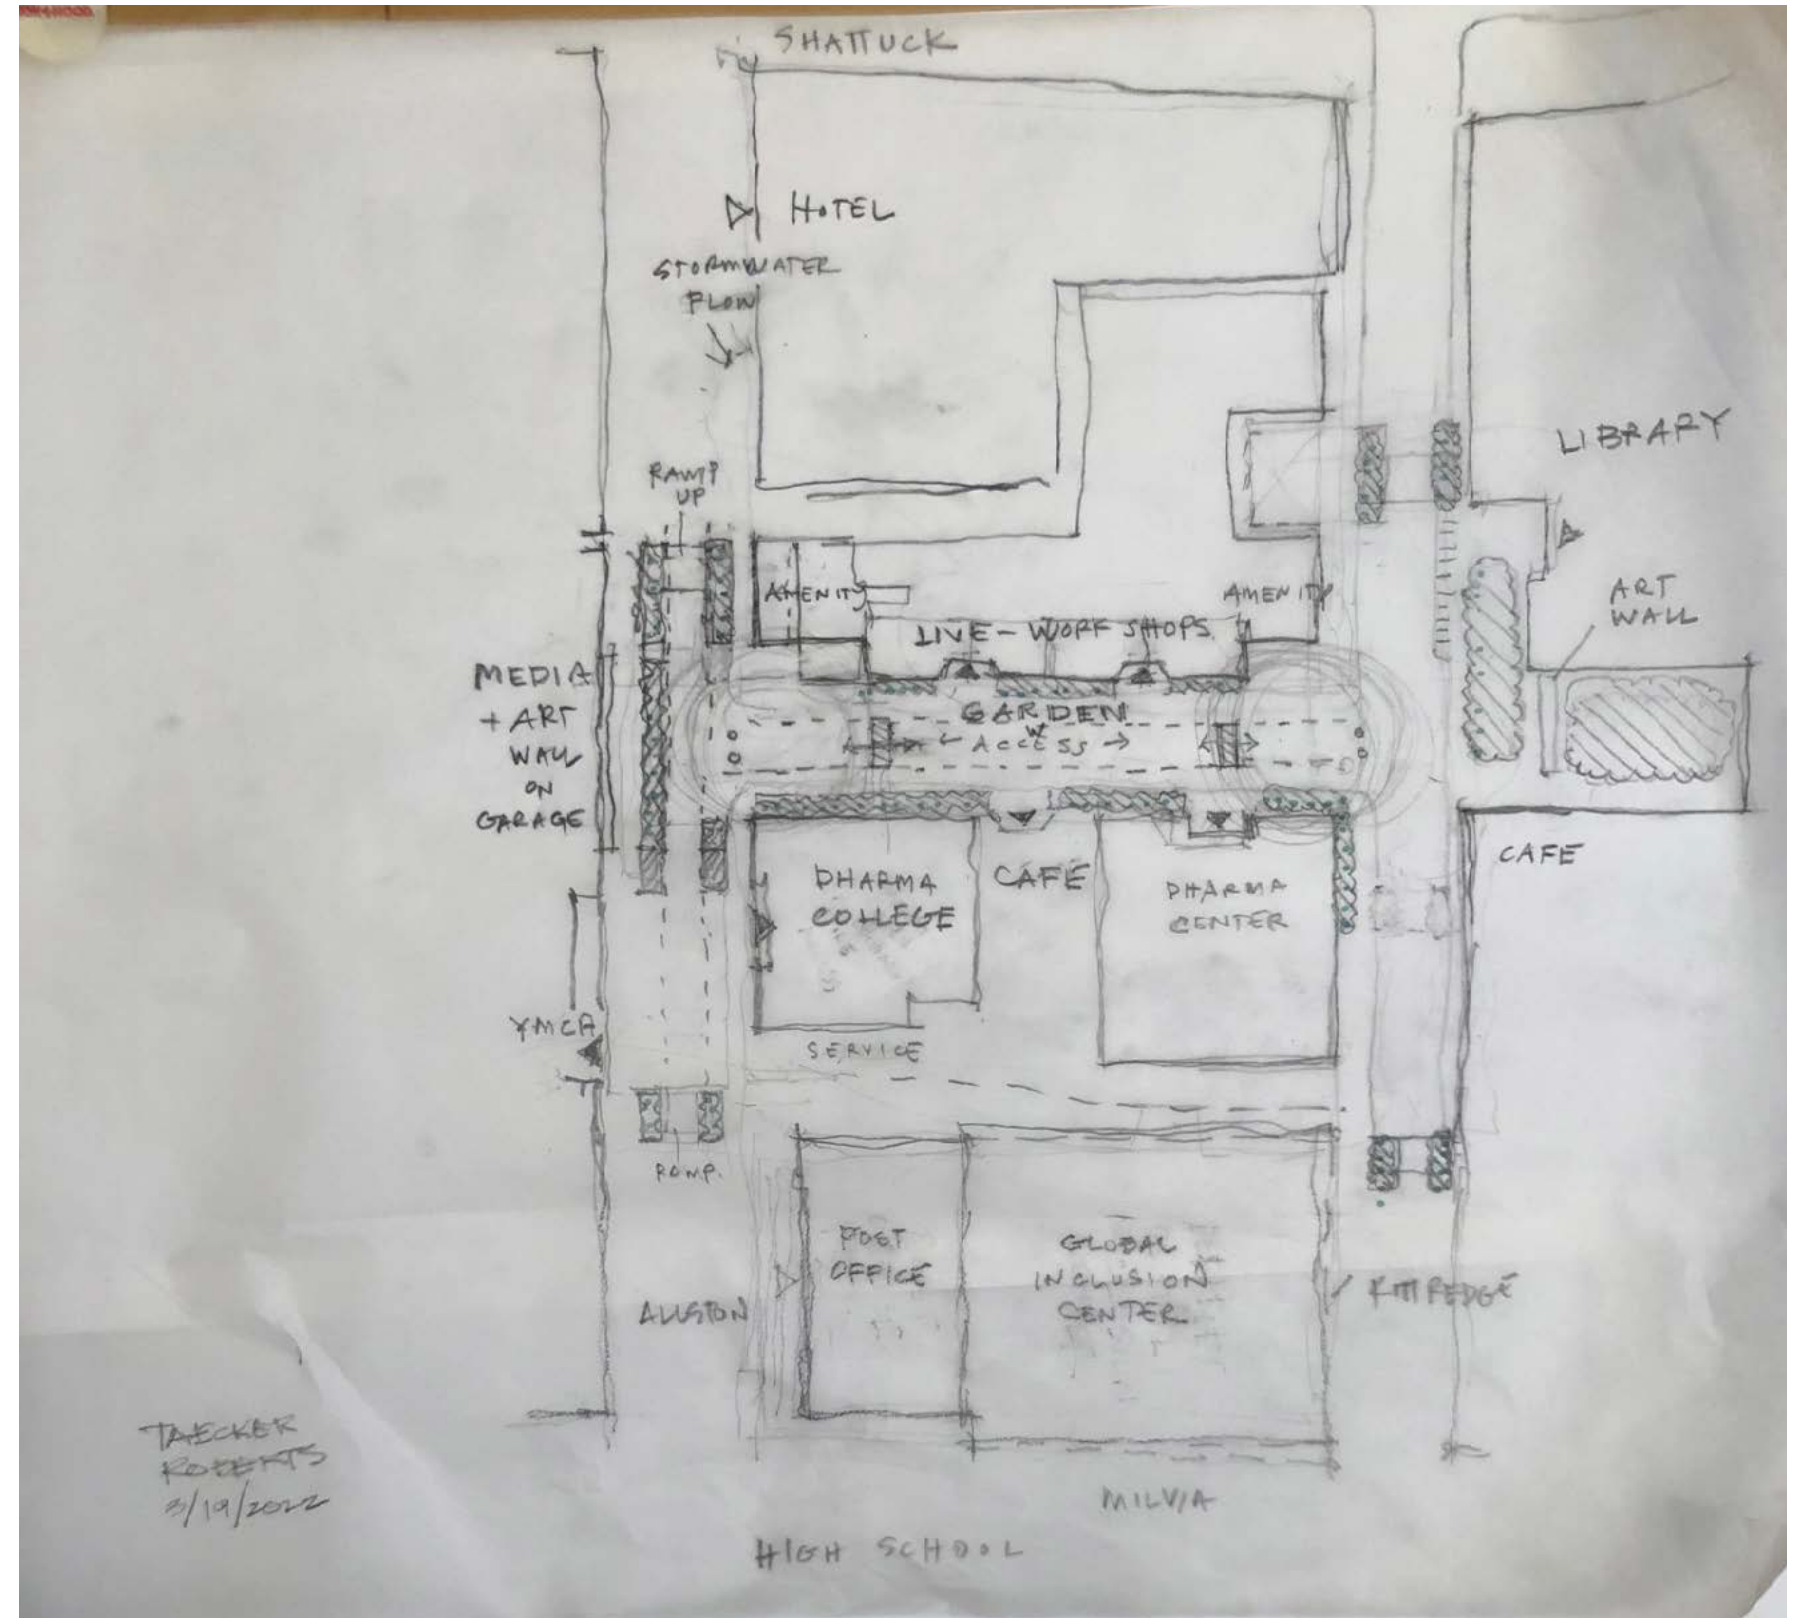 SHATTUCK
HOTEL
STORMWATER
FLOW
LIBRARY
RAMP
UP
AMENITY
AMENITY
ART
WALL
LIVE-WORK SHOPS
MEDIA
+ ART
WALL
ON
GARAGE
GARDEN
W
← ACCESS →
DHARMA
COLLEGE
CAFÉ
DHARMA
CENTER
CAFE
YMCA
SERVICE
RAMP.
POST
OFFICE
GLOBAL
INCLUSION
CENTER
ALLSTON
KITTREDGE
TAECKER
ROBERTS
3/19/2022
MILVIA
HIGH SCHOOL